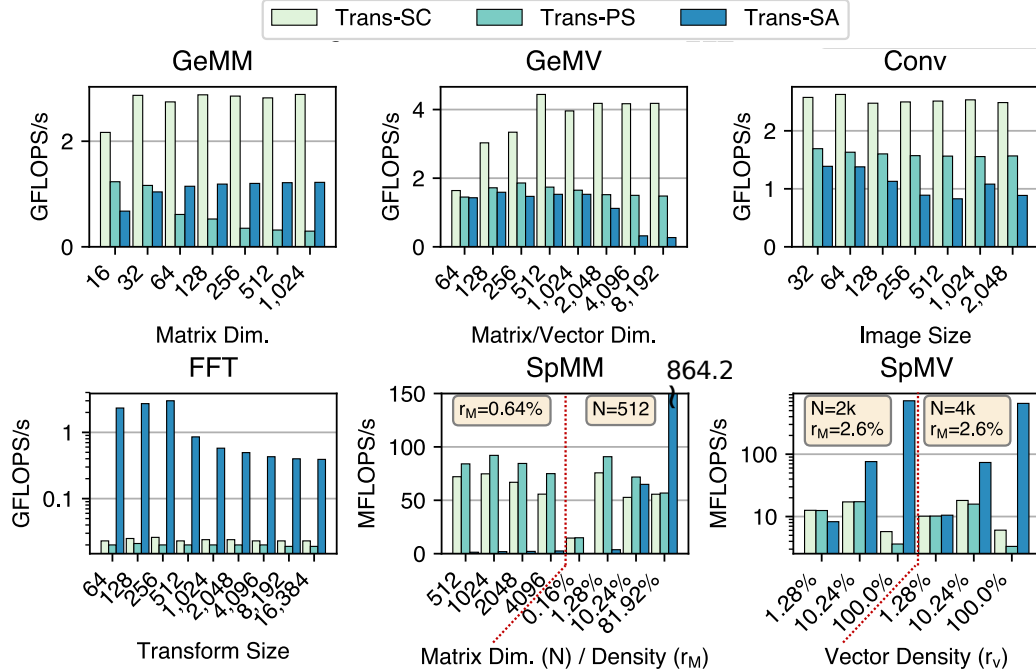 Trans-SC Trans-PS Trans-SA
GeMM
GFLOPS/s
2
0
16
32
64
128
256
512
1,024
Matrix Dim.
GeMV
GFLOPS/s
4
2
0
64
128
256
512
1,024
2,048
4,096
8,192
Matrix/Vector Dim.
Conv
GFLOPS/s
2
1
0
32
64
128
256
512
1,024
2,048
Image Size
FFT
GFLOPS/s
1
0.1
64
128
256
512
1,024
2,048
4,096
8,192
16,384
Transform Size
SpMM
864.2
MFLOPS/s
150
100
50
0
r_M=0.64%
N=512
512
1024
2048
4096
0.16%
1.28%
10.24%
81.92%
Matrix Dim. (N) / Density (r_M)
SpMV
MFLOPS/s
100
10
N=2k
r_M=2.6%
N=4k
r_M=2.6%
1.28%
10.24%
100.0%
1.28%
10.24%
100.0%
Vector Density (r_v)